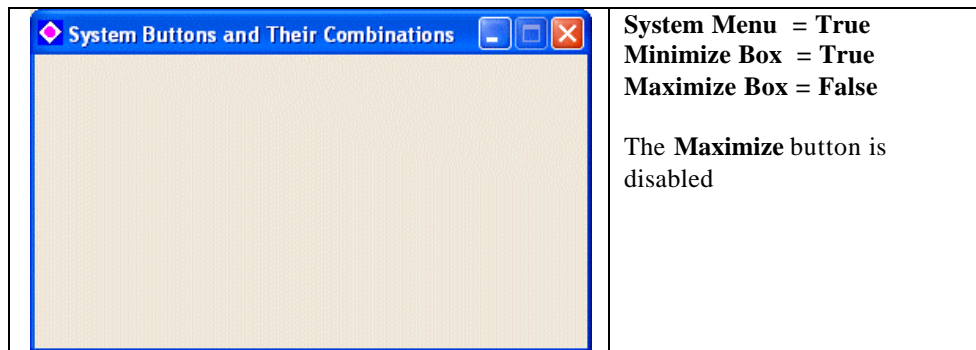 System Buttons and Their Combinations
System Menu = True
Minimize Box = True
Maximize Box = False
The Maximize button is
disabled